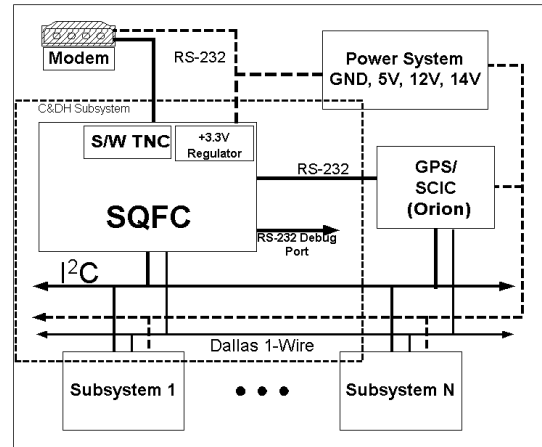 Modem
RS-232
Power System
GND, 5V, 12V, 14V
C&DH Subsystem
S/W TNC
+3.3V
Regulator
SQFC
RS-232
GPS/
SCIC
(Orion)
RS-232 Debug
Port
I²C
Dallas 1-Wire
Subsystem 1
Subsystem N